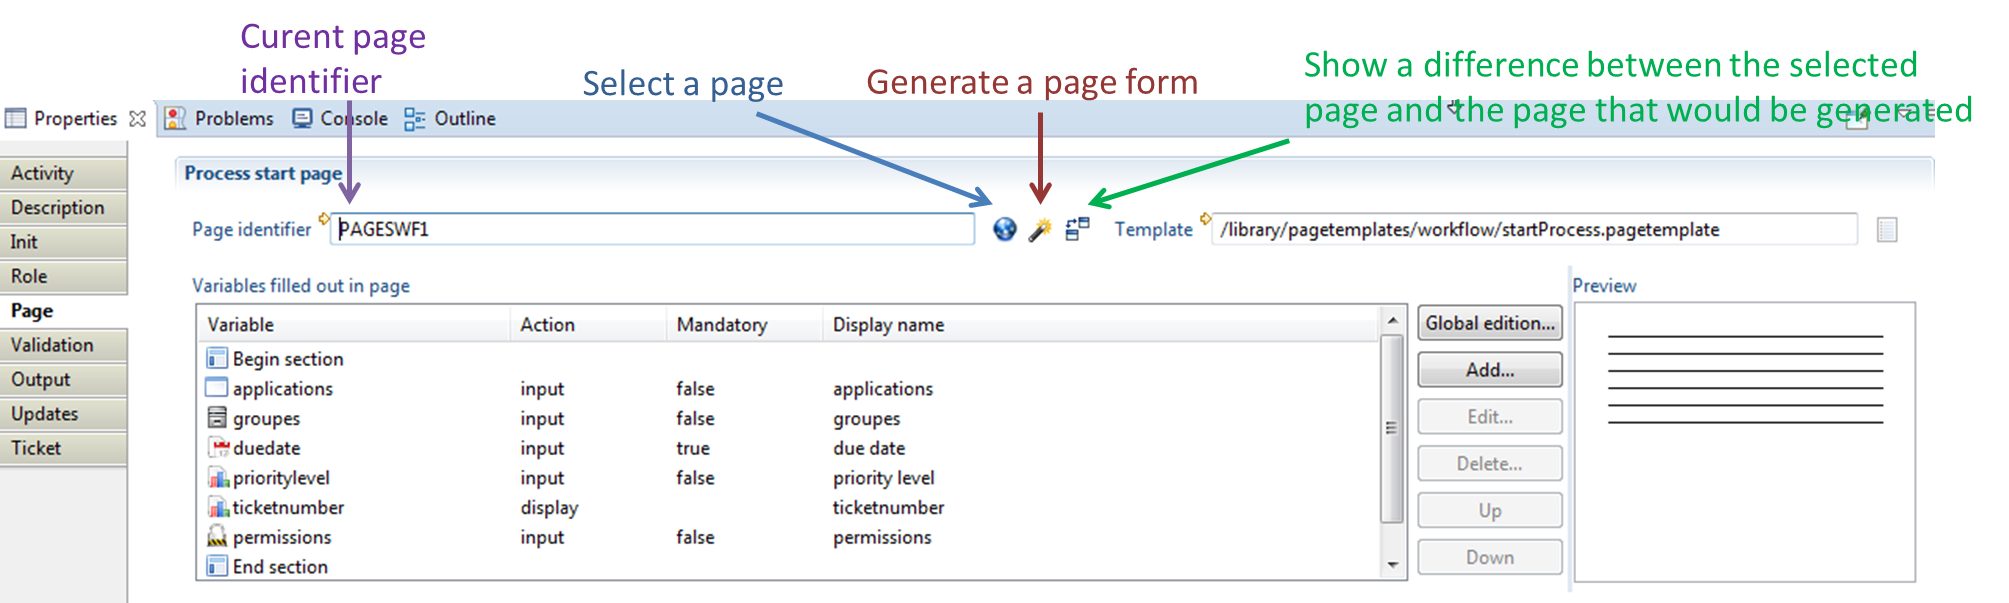 Curent page
identifier
Select a page
Generate a page form
Show a difference between the selected
page and the page that would be generated
Properties Problems Console Outline
Activity
Description
Init
Role
Page
Validation
Output
Updates
Ticket
Process start page
Page identifier PAGESWF1 Template /library/pagetemplates/workflow/startProcess.pagetemplate
Variables filled out in page
Variable Action Mandatory Display name
Begin section
applications input false applications
groupes input false groupes
duedate input true due date
prioritylevel input false priority level
ticketnumber display ticketnumber
permissions input false permissions
End section
Global edition...
Add...
Edit...
Delete...
Up
Down
Preview